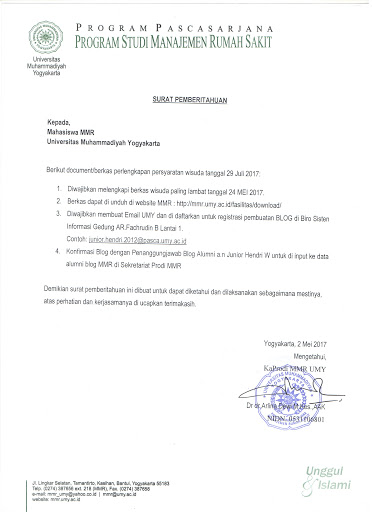 PROGRAM PASCASARJANA
PROGRAM STUDI MANAJEMEN RUMAH SAKIT
Universitas
Muhammadiyah
Yogyakarta
SURAT PEMBERITAHUAN
Kepada,
Mahasiswa MMR
Universitas Muhammadiyah Yogyakarta
Berikut document/berkas perlengkapan persyaratan wisuda tanggal 29 Juli 2017:
1. Diwajibkan melengkapi berkas wisuda paling lambat tanggal 24 MEI 2017.
2. Berkas dapat di unduh di website MMR : http://mmr.umy.ac.id/fasilitas/download/
3. Diwajibkan membuat Email UMY dan di daftarkan untuk registrasi pembuatan BLOG di Biro Sisten
Informasi Gedung AR.Fachrudin B Lantai 1.
Contoh: junior.hendri.2012@pasca.umy.ac.id
4. Konfirmasi Blog dengan Penanggungjawab Blog Alumni a.n Junior Hendri W untuk di input ke data
alumni blog MMR di Sekretariat Prodi MMR
Demikian surat pemberitahuan ini dibuat untuk dapat diketahui dan dilaksanakan sebagaimana mestinya,
atas perhatian dan kerjasamanya di ucapkan terimakasih.
Yogyakarta, 2 Mei 2017
Mengetahui,
KaProdi MMR UMY
Dr dr.Arlina Dewi M.Kes.,AAK
Unggul
& Islami
Jl. Lingkar Selatan, Tamantirto, Kasihan, Bantul, Yogyakarta 55183
Telp. (0274) 387656 ext. 219 (MMR), Fax. (0274) 387658
e-mail: mmr_umy@yahoo.co.id | mmr@umy.ac.id
website: mmr.umy.ac.id